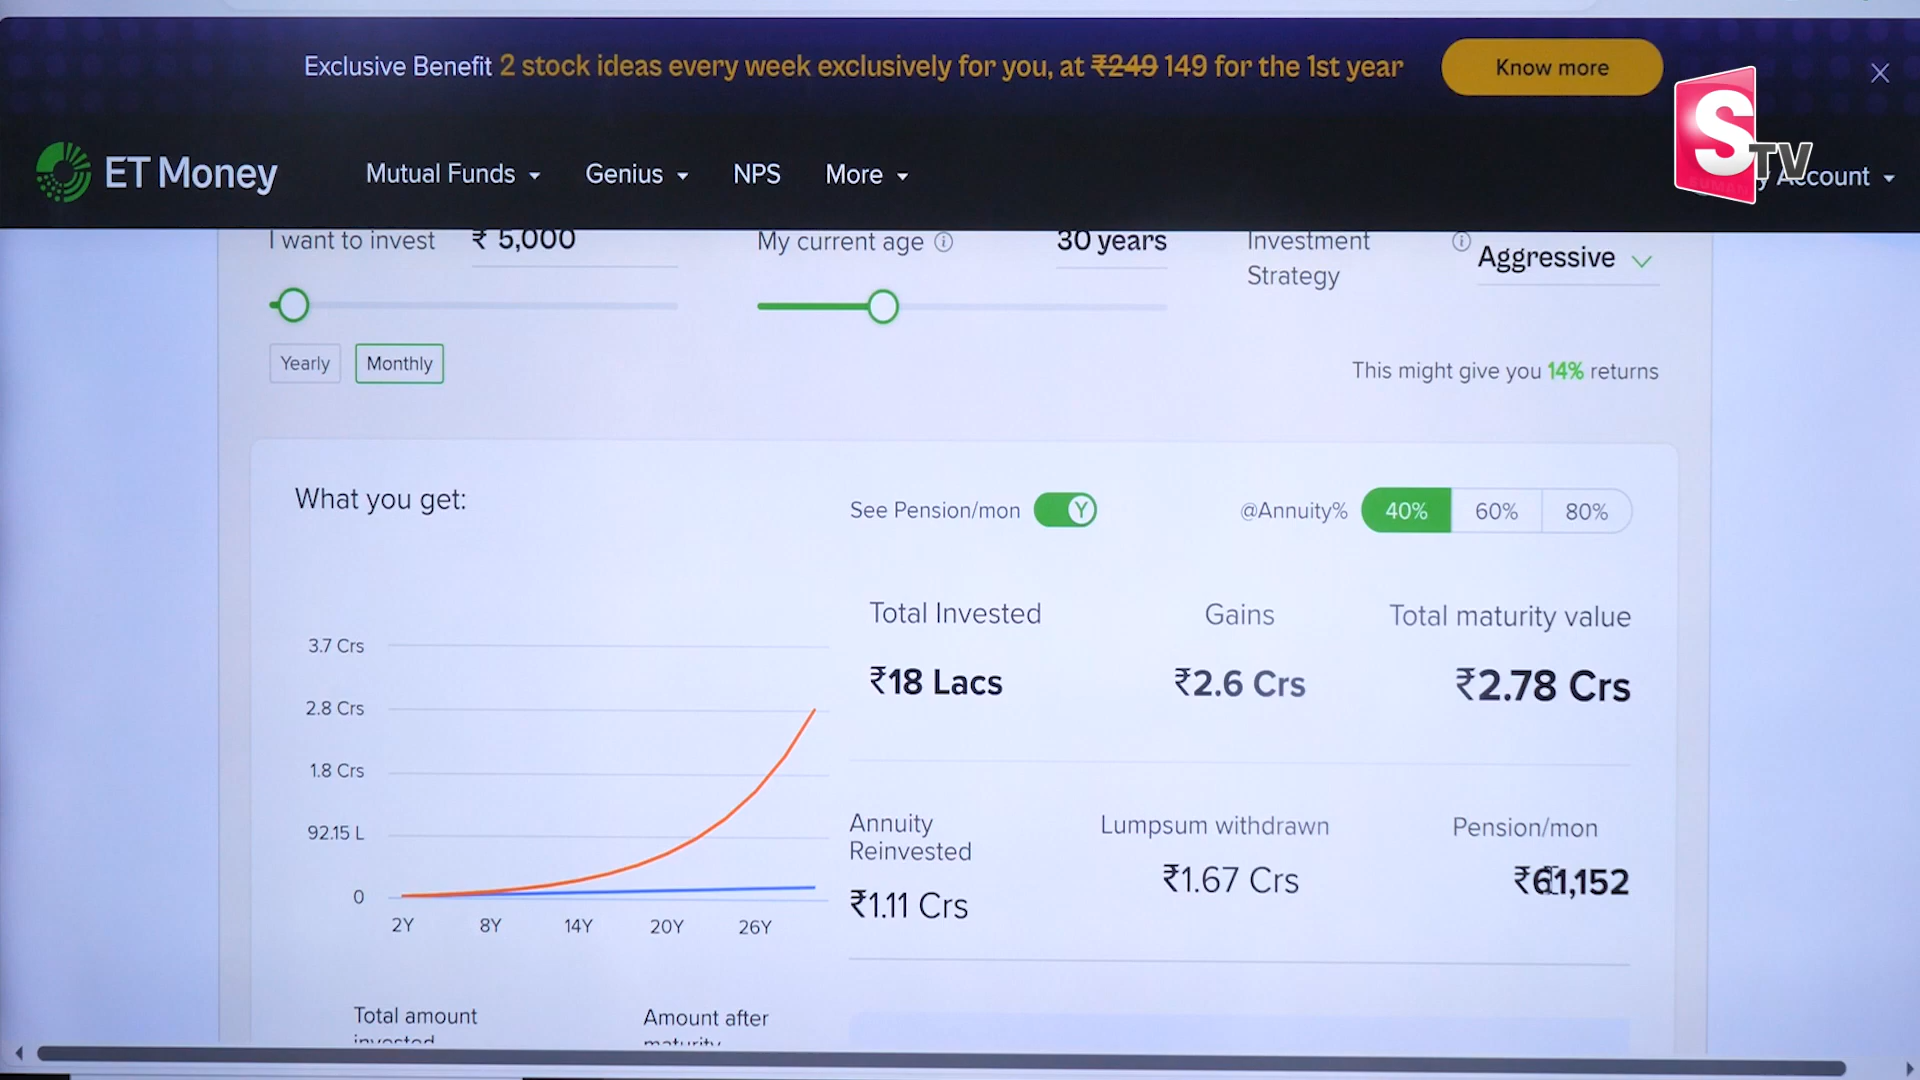 Exclusive Benefit 2 stock ideas every week exclusively for you, at ₹249 149 for the 1st year
Know more
S TV
SUMAN
ET Money
Mutual Funds
Genius
NPS
More
y Account
I want to invest
₹ 5,000
My current age
30 years
Investment
Strategy
Aggressive
Yearly
Monthly
This might give you 14% returns
What you get:
See Pension/mon
Y
@Annuity%
40%
60%
80%
3.7 Crs
2.8 Crs
1.8 Crs
92.15 L
0
2Y
8Y
14Y
20Y
26Y
Total Invested
₹18 Lacs
Gains
₹2.6 Crs
Total maturity value
₹2.78 Crs
Annuity
Reinvested
₹1.11 Crs
Lumpsum withdrawn
₹1.67 Crs
Pension/mon
₹61,152
Total amount
invested
Amount after
maturity